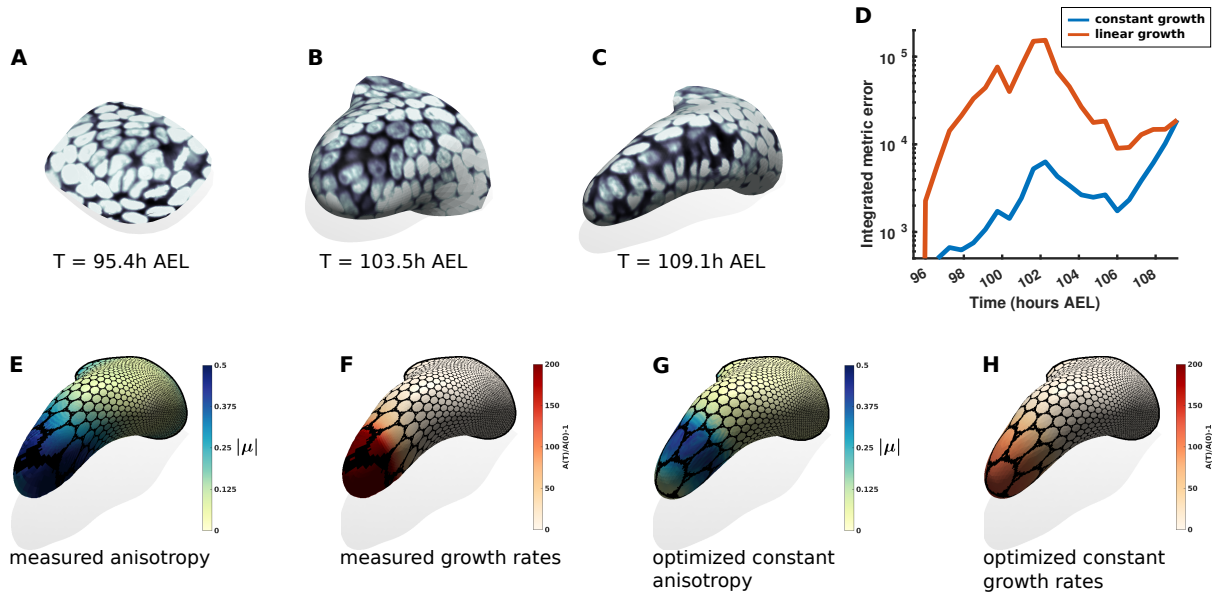 A
B
C
D
constant growth
linear growth
T = 95.4h AEL
T = 103.5h AEL
T = 109.1h AEL
Integrated metric error
10 5
10 4
10 3
96
98
100
102
104
106
108
Time (hours AEL)
E
0.5
0.375
0.25
0.125
0
|μ|
measured anisotropy
F
200
150
100
50
0
A(T)/A(0)-1
measured growth rates
G
0.5
0.375
0.25
0.125
0
|μ|
optimized constant
anisotropy
H
200
150
100
50
0
A(T)/A(0)-1
optimized constant
growth rates